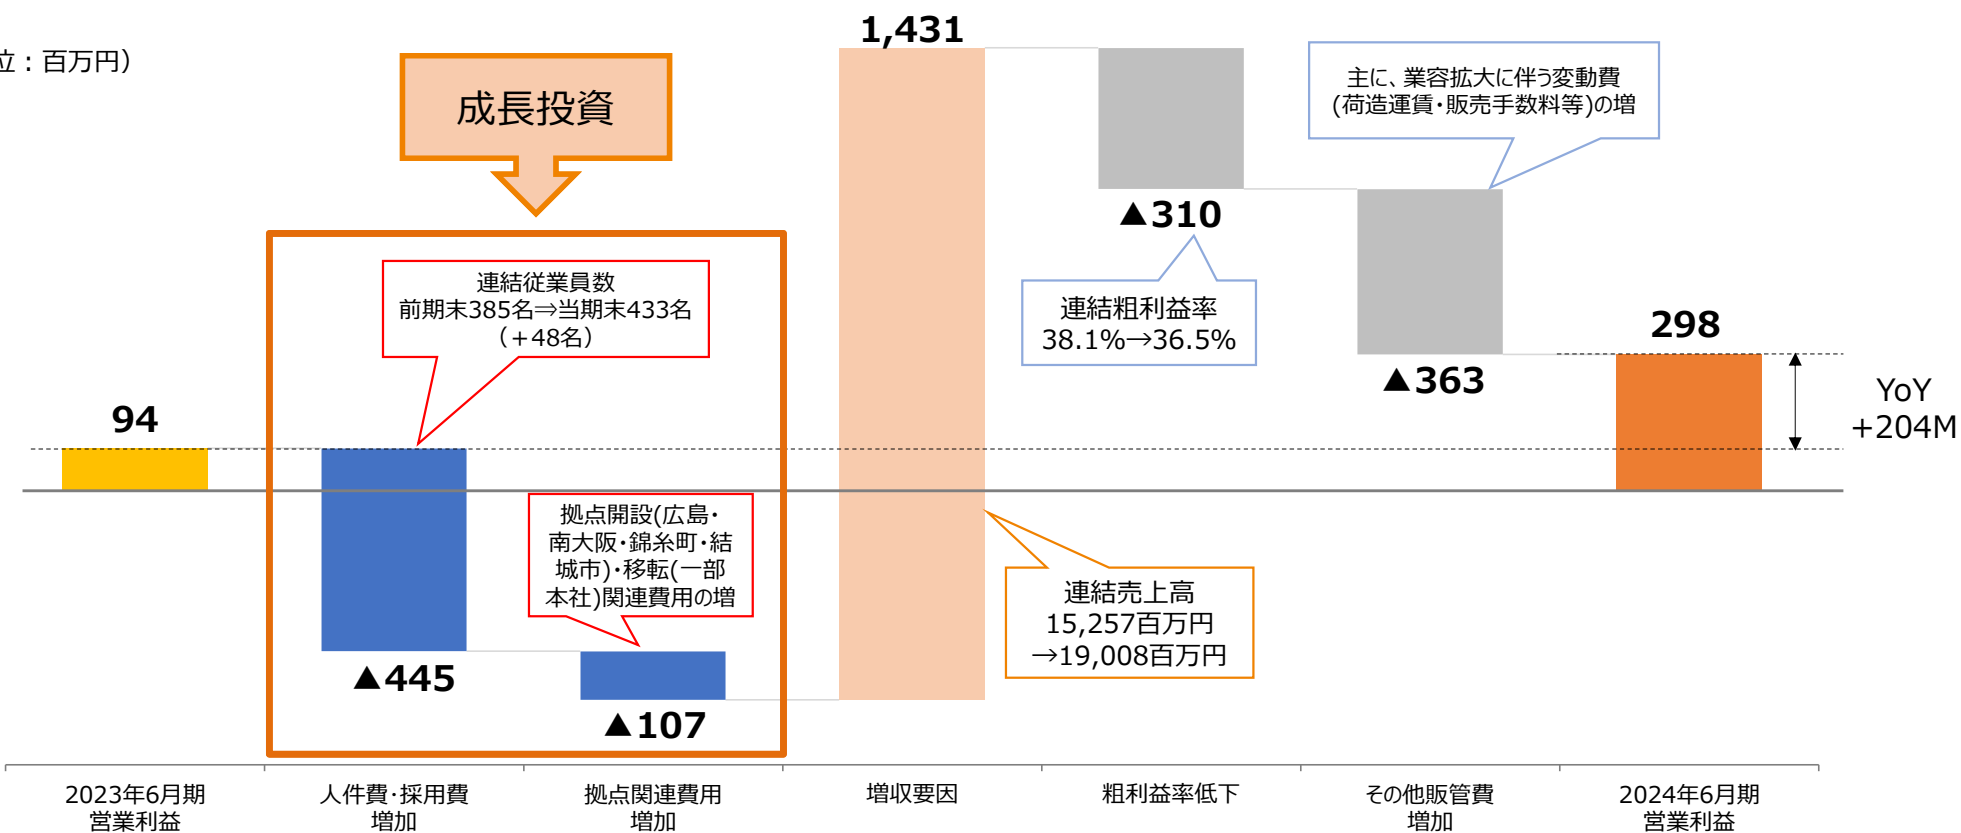 位：百万円）
成長投資
連結従業員数
前期末385名⇒当期末433名
（＋48名）
拠点開設(広島・
南大阪・錦糸町・結
城市)・移転(一部
本社)関連費用の増
94
▲445
▲107
1,431
連結売上高
15,257百万円
→19,008百万円
▲310
連結粗利益率
38.1%→36.5%
主に、業容拡大に伴う変動費
(荷造運賃・販売手数料等)の増
▲363
298
YoY
+204M
2023年6月期
営業利益
人件費・採用費
増加
拠点関連費用
増加
増収要因
粗利益率低下
その他販管費
増加
2024年6月期
営業利益